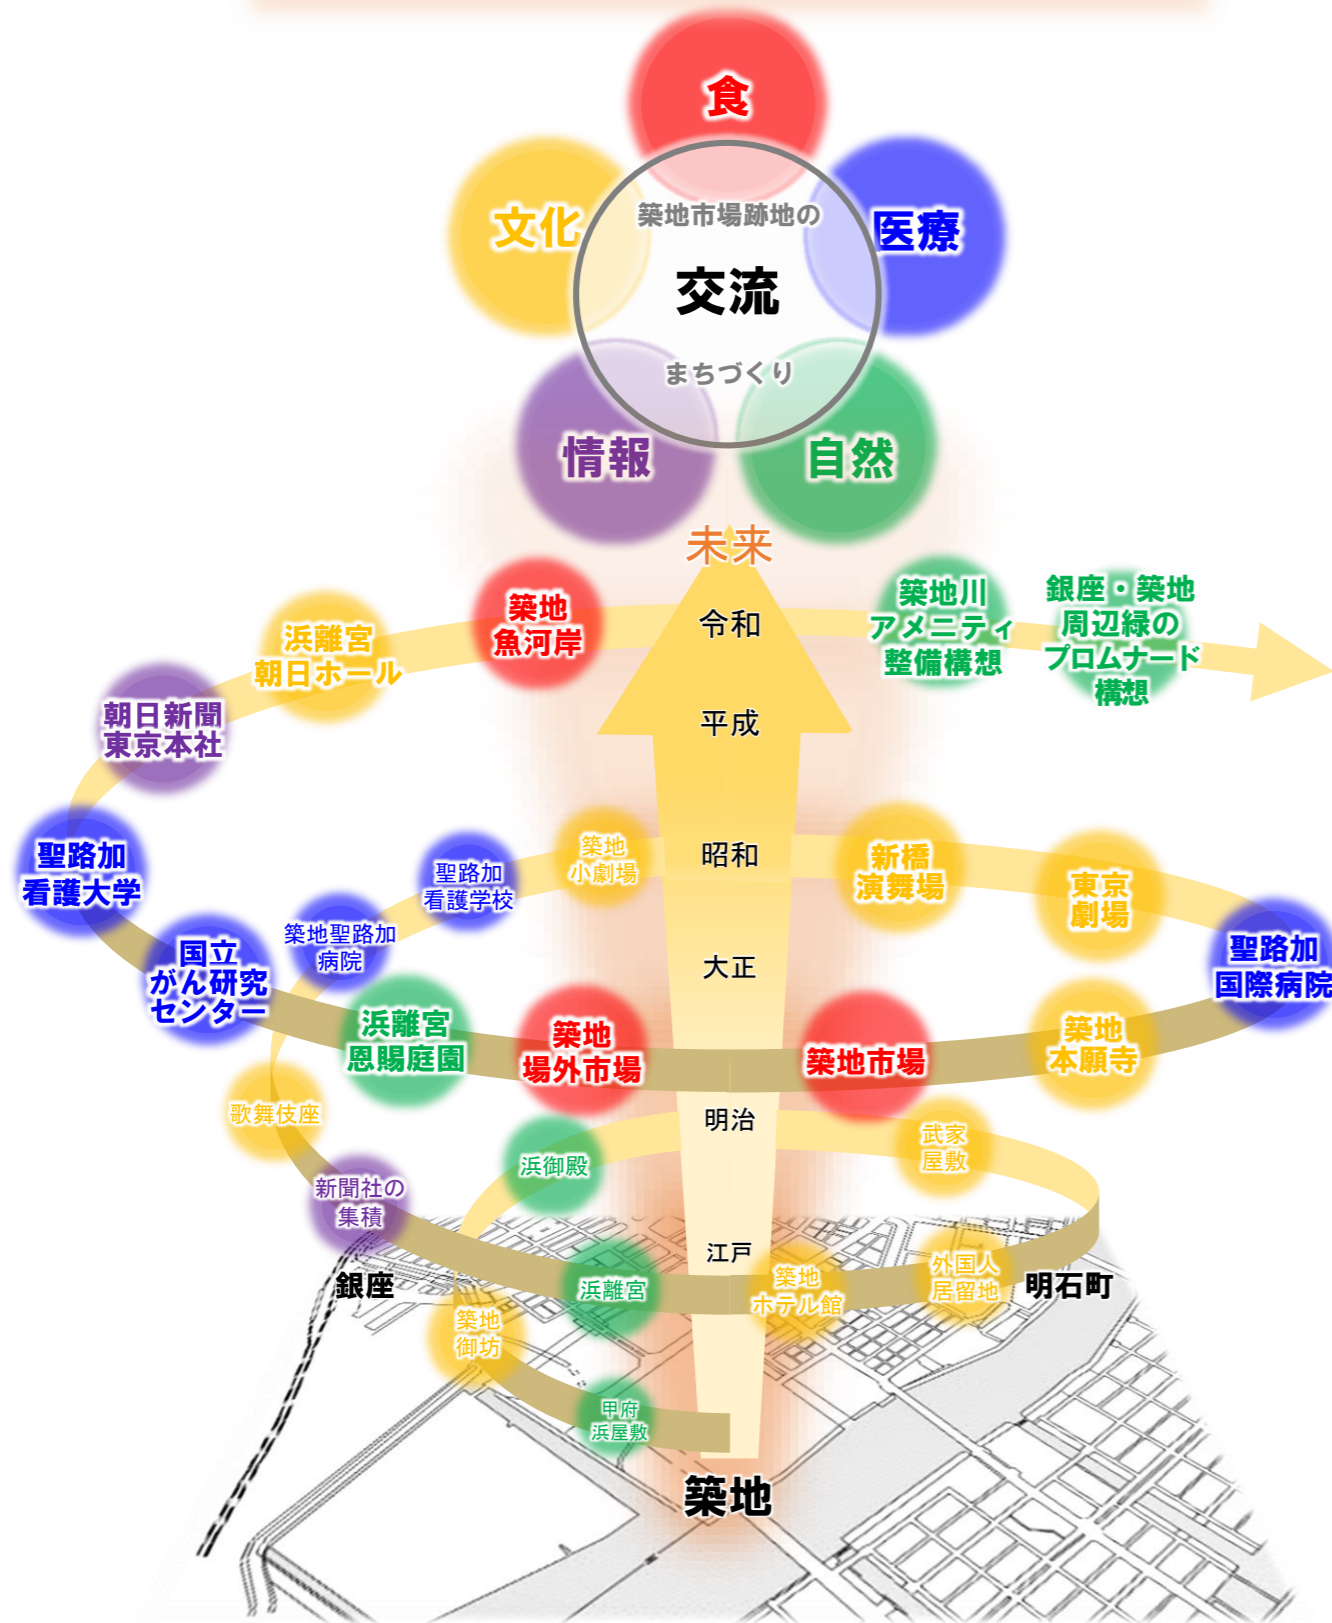 食
文化
医療
築地市場跡地の
交流
まちづくり
情報
自然
未来
令和
平成
昭和
大正
明治
江戸
築地
魚河岸
築地川
アメニティ
整備構想
銀座・築地
周辺緑の
プロムナード
構想
浜離宮
朝日ホール
朝日新聞
東京本社
聖路加
看護大学
国立
がん研究
センター
浜離宮
恩賜庭園
築地
場外市場
築地市場
築地
本願寺
聖路加
国際病院
東京
劇場
新橋
演舞場
築地
小劇場
聖路加
看護学校
築地聖路加
病院
歌舞伎座
新聞社の
集積
浜離宮
築地
ホテル館
外国人
居留地
武家
屋敷
浜御殿
築地
御坊
甲府
浜屋敷
銀座
明石町
築地